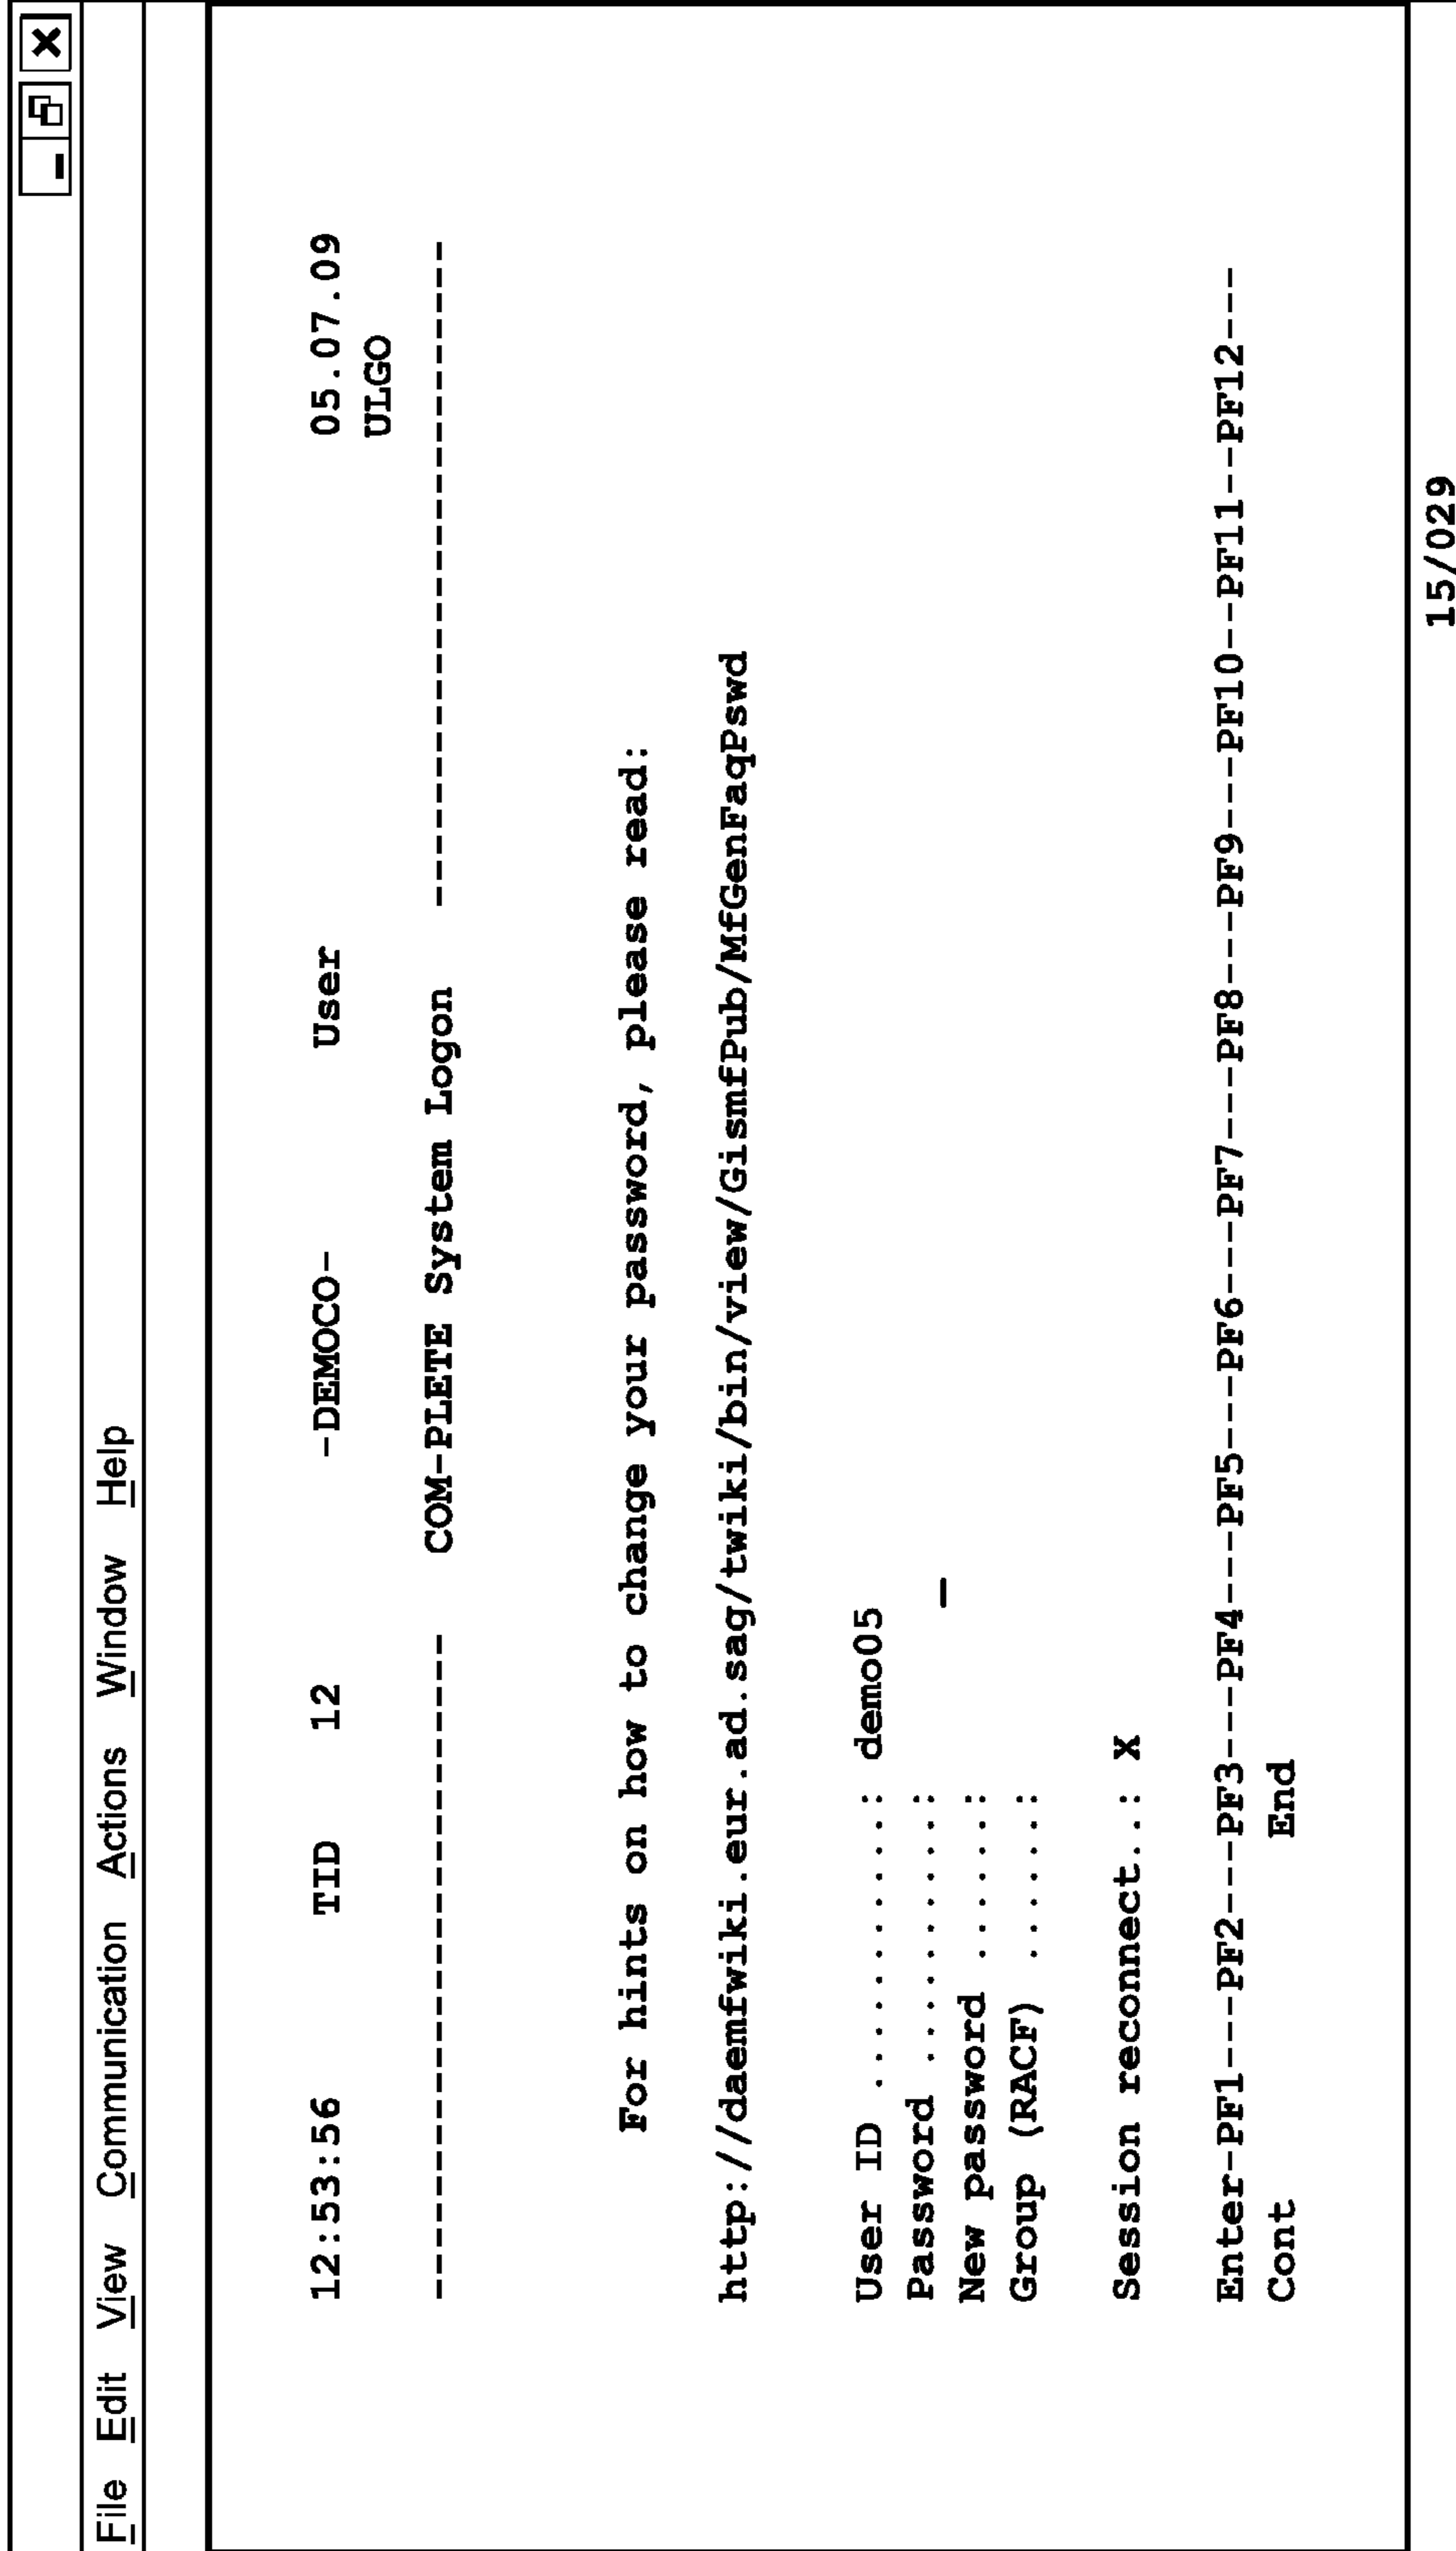 File Edit View Communication Actions Window Help
12:53:56 TID 12 -DEMOCO- User 05.07.09
ULGO
-------------------------- COM-PLETE System Logon --------------------------
For hints on how to change your password, please read:
http://daemfwiki.eur.ad.sag/twiki/bin/view/GismfPub/MfGenFaqPswd
User ID ...........: demo05
Password ..........:
New password ......:
Group (RACF) ......:
Session reconnect..: X
Enter-PF1---PF2---PF3---PF4---PF5---PF6---PF7---PF8---PF9---PF10--PF11--PF12---
Cont End
15/029